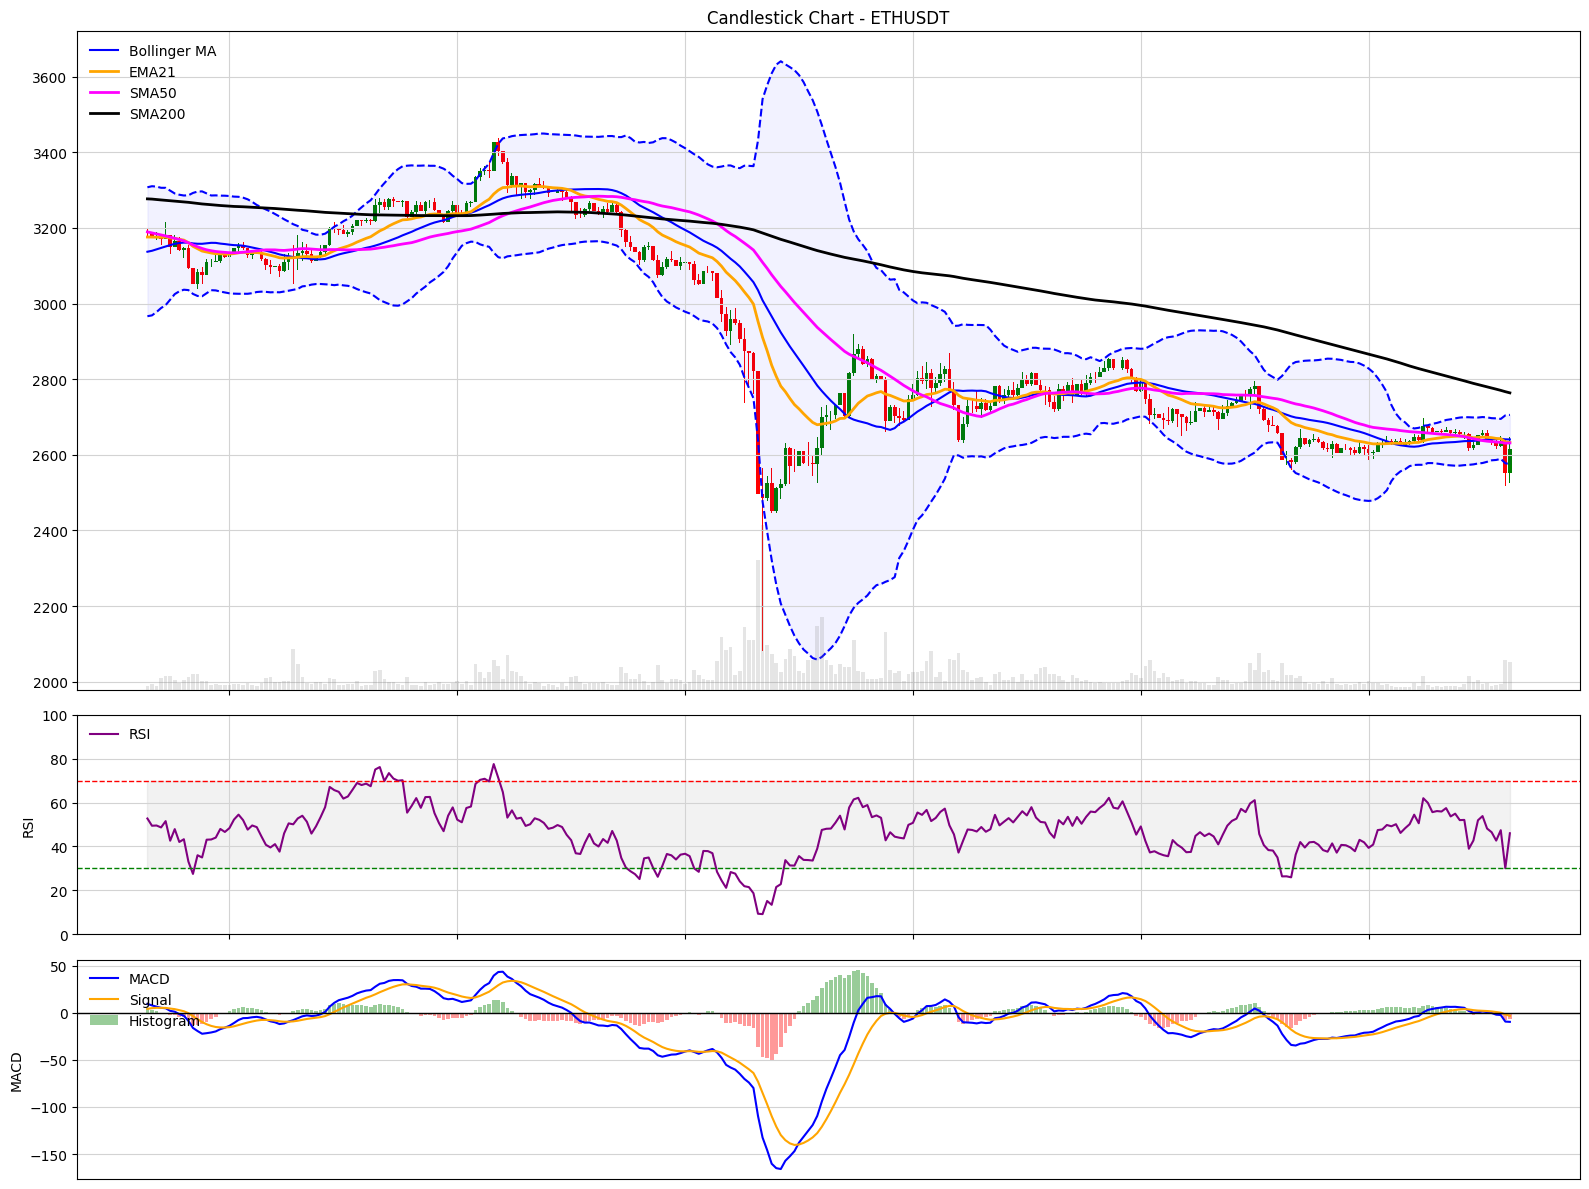 Candlestick Chart - ETHUSDT
Bollinger MA
EMA21
SMA50
SMA200
3600
3400
3200
3000
2800
2600
2400
2200
2000
RSI
100
80
60
40
20
0
RSI
MACD
Signal
Histogram
50
0
−50
−100
−150
MACD